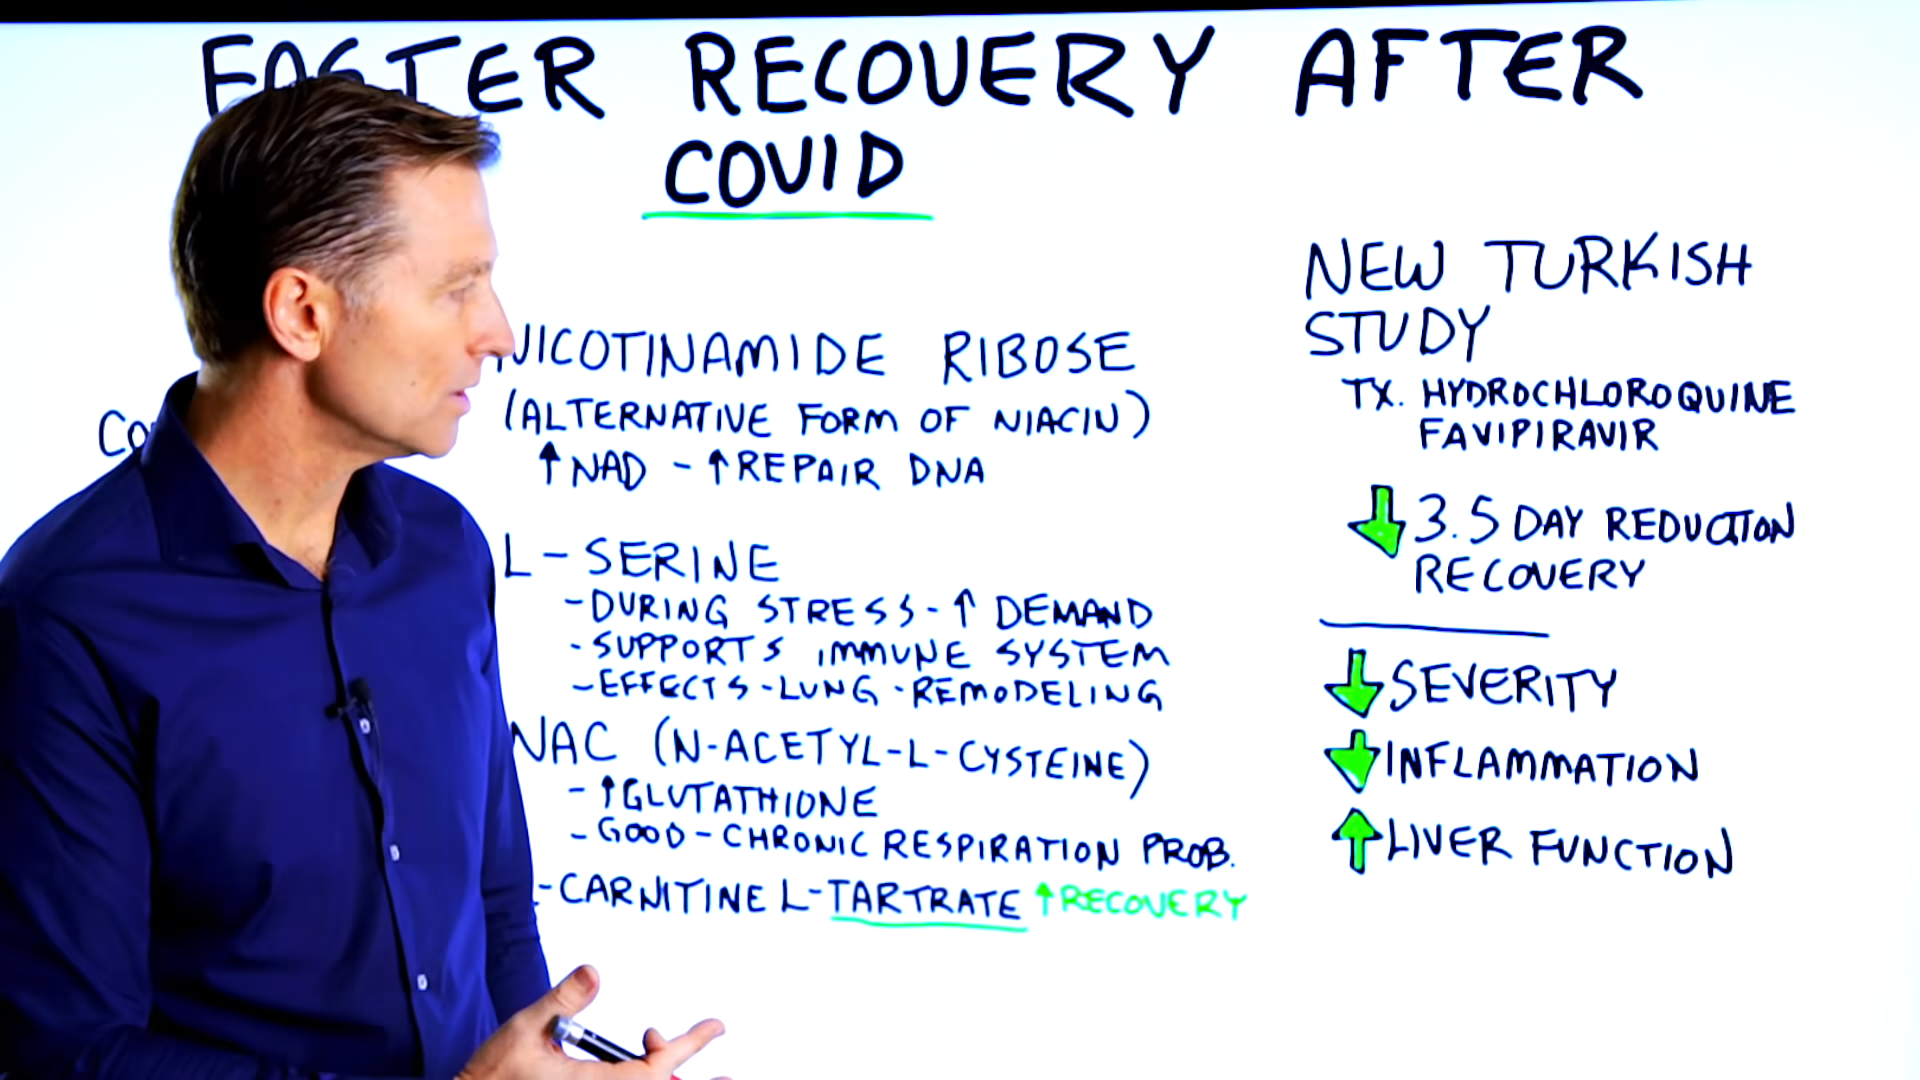 FASTER RECOVERY AFTER
COVID
NICOTINAMIDE RIBOSE
(ALTERNATIVE FORM OF NIACIN)
↑NAD - ↑REPAIR DNA
L-SERINE
-DURING STRESS-↑ DEMAND
-SUPPORTS IMMUNE SYSTEM
-EFFECTS-LUNG-REMODELING
NAC (N-ACETYL-L-CYSTEINE)
-↑GLUTATHIONE
-GOOD-CHRONIC RESPIRATION PROB.
-CARNITINE L-TARTRATE ↑RECOVERY
NEW TURKISH
STUDY
TX. HYDROCHLOROQUINE
FAVIPIRAVIR
↓3.5 DAY REDUCTION
RECOVERY
↓SEVERITY
↓INFLAMMATION
↑LIVER FUNCTION